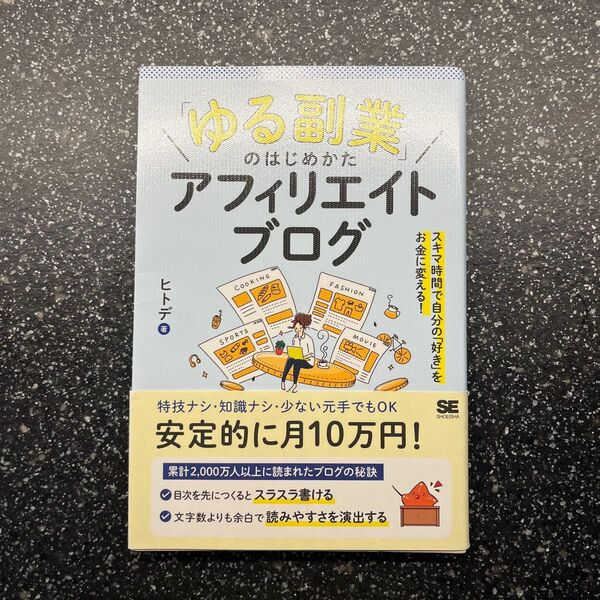 「ゆる副業」
のはじめかた
アフィリエイト
ブログ
スキマ時間で自分の「好き」を
お金に変える!
ヒトデ 著
COOKING
FASHION
SPORTS
MOVIE
特技ナシ・知識ナシ・少ない元手でもOK
安定的に月10万円!
SE
SHOEISHA
累計2,000万人以上に読まれたブログの秘訣
目次を先につくるとスラスラ書ける
文字数よりも余白で読みやすさを演出する